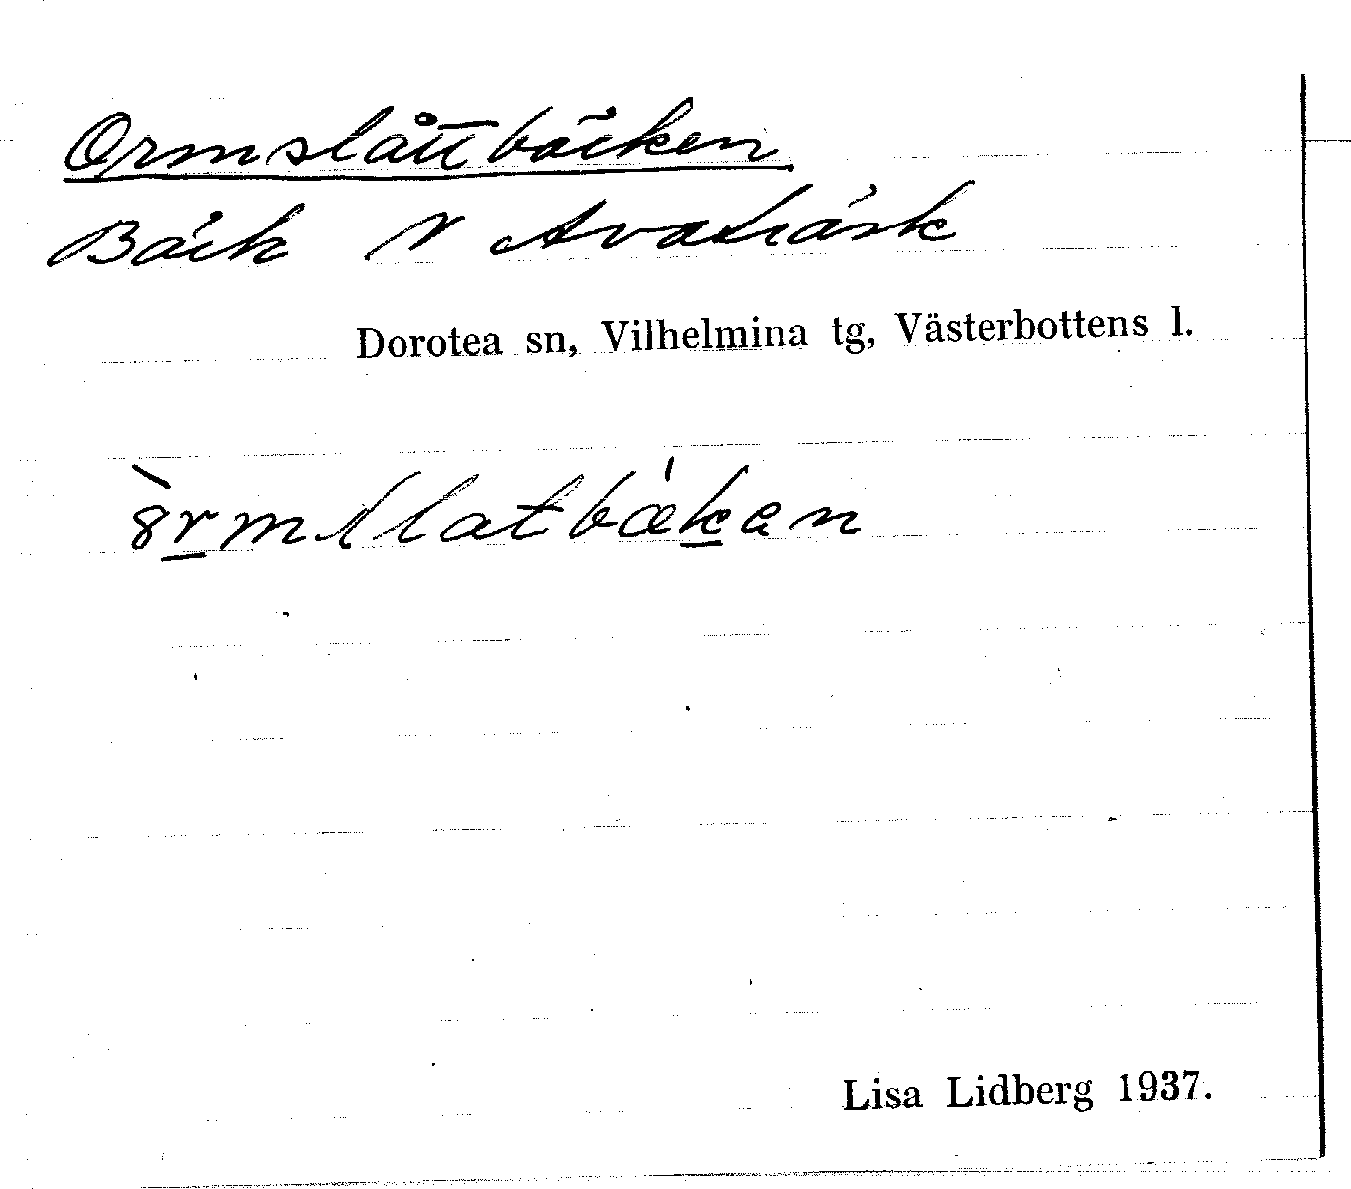 Ormslåttbäcken
Bäck V Avaträsk
Dorotea sn, Vilhelmina tg, Västerbottens l.
Lisa Lidberg 1937.